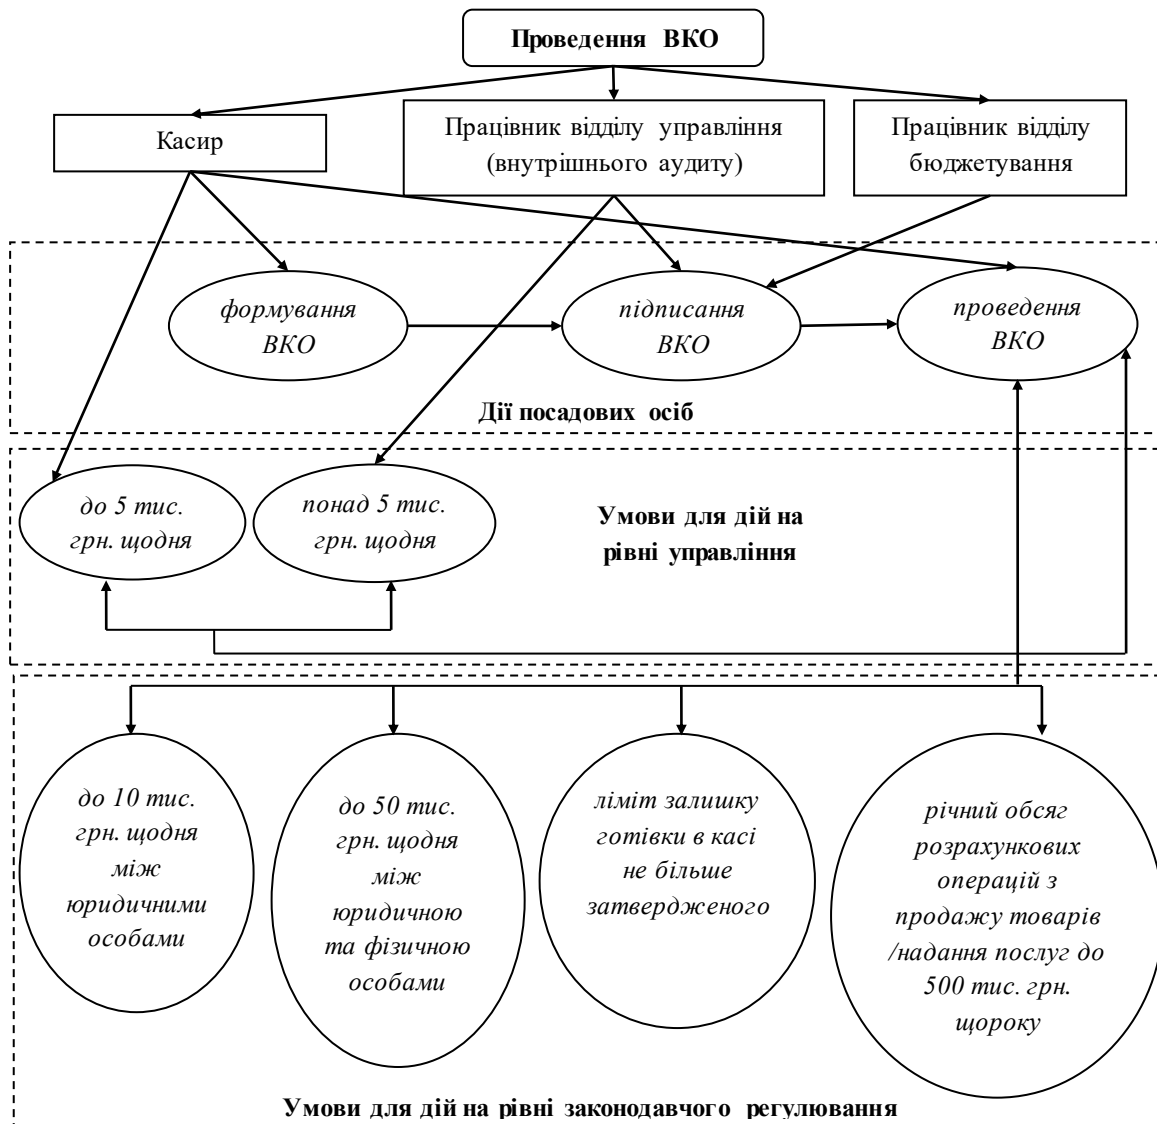 Проведення ВКО
Касир
Працівник відділу управління
(внутрішнього аудиту)
Працівник відділу
бюджетування
формування
ВКО
підписання
ВКО
проведення
ВКО
Дії посадових осіб
до 5 тис.
грн. щодня
понад 5 тис.
грн. щодня
Умови для дій на
рівні управління
до 10 тис.
грн. щодня
між
юридичними
особами
до 50 тис.
грн. щодня
між
юридичною
та фізичною
особами
ліміт залишку
готівки в касі
не більше
затвердженого
річний обсяг
розрахункових
операцій з
продажу товарів
/надання послуг до
500 тис. грн.
щороку
Умови для дій на рівні законодавчого регулювання